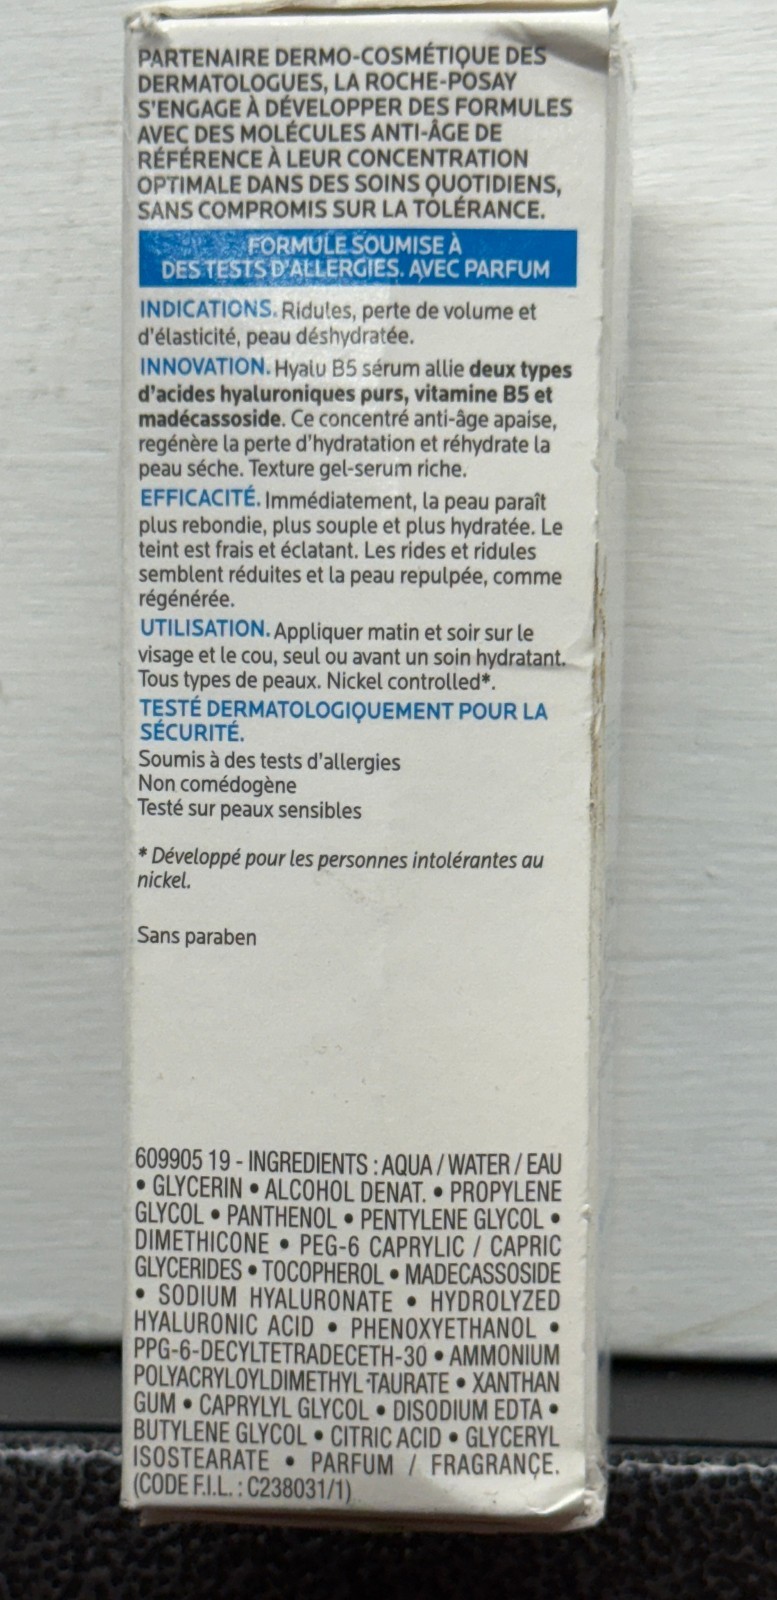 PARTENAIRE DERMO-COSMÉTIQUE DES
DERMATOLOGUES, LA ROCHE-POSAY
S'ENGAGE À DÉVELOPPER DES FORMULES
AVEC DES MOLÉCULES ANTI-ÂGE DE
RÉFÉRENCE À LEUR CONCENTRATION
OPTIMALE DANS DES SOINS QUOTIDIENS,
SANS COMPROMIS SUR LA TOLÉRANCE.
FORMULE SOUMISE À
DES TESTS D'ALLERGIES. AVEC PARFUM
INDICATIONS. Ridules, perte de volume et
d'élasticité, peau déshydratée.
INNOVATION. Hyalu B5 sérum allie deux types
d'acides hyaluroniques purs, vitamine B5 et
madécassoside. Ce concentré anti-âge apaise,
regénère la perte d'hydratation et réhydrate la
peau séche. Texture gel-serum riche.
EFFICACITÉ. Immédiatement, la peau paraît
plus rebondie, plus souple et plus hydratée. Le
teint est frais et éclatant. Les rides et ridules
semblent réduites et la peau repulpée, comme
régénérée.
UTILISATION. Appliquer matin et soir sur le
visage et le cou, seul ou avant un soin hydratant.
Tous types de peaux. Nickel controlled*.
TESTÉ DERMATOLOGIQUEMENT POUR LA
SÉCURITÉ.
Soumis à des tests d'allergies
Non comédogène
Testé sur peaux sensibles
* Développé pour les personnes intolérantes au
nickel.
Sans paraben
609905 19 - INGREDIENTS : AQUA / WATER / EAU
• GLYCERIN • ALCOHOL DENAT. • PROPYLENE
GLYCOL • PANTHENOL • PENTYLENE GLYCOL •
DIMETHICONE • PEG-6 CAPRYLIC / CAPRIC
GLYCERIDES • TOCOPHEROL • MADECASSOSIDE
• SODIUM HYALURONATE • HYDROLYZED
HYALURONIC ACID • PHENOXYETHANOL •
PPG-6-DECYLTETRADECETH-30 • AMMONIUM
POLYACRYLOYLDIMETHYL TAURATE • XANTHAN
GUM • CAPRYLYL GLYCOL • DISODIUM EDTA •
BUTYLENE GLYCOL • CITRIC ACID • GLYCERYL
ISOSTEARATE • PARFUM / FRAGRANCE.
(CODE F.I.L. : C238031/1)